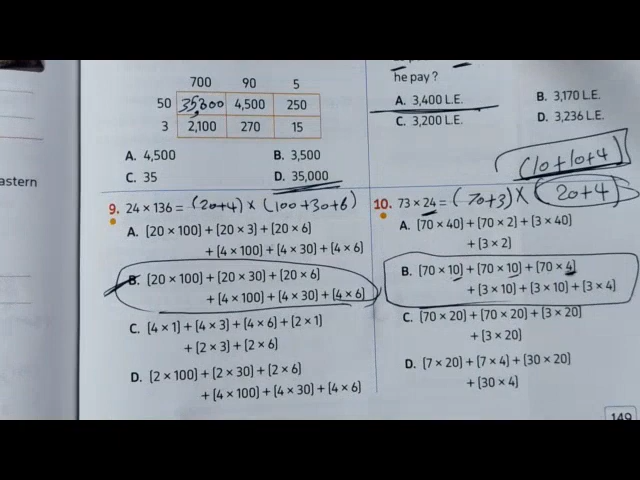 he pay ?
A. 3,400 L.E.
B. 3,170 L.E.
C. 3,200 L.E.
D. 3,236 L.E.
700 90 5
50 35,000 4,500 250
3 2,100 270 15
A. 4,500
B. 3,500
C. 35
D. 35,000
astern
9. 24 × 136 = (20+4) × (100+30+6)
A. (20 × 100) + (20 × 3) + (20 × 6)
+ (4 × 100) + (4 × 30) + (4 × 6)
B. (20 × 100) + (20 × 30) + (20 × 6)
+ (4 × 100) + (4 × 30) + (4 × 6)
C. (4 × 1) + (4 × 3) + (4 × 6) + (2 × 1)
+ (2 × 3) + (2 × 6)
D. (2 × 100) + (2 × 30) + (2 × 6)
+ (4 × 100) + (4 × 30) + (4 × 6)
(10+10+4)
10. 73 × 24 = (70+3) × (20+4)
A. (70 × 40) + (70 × 2) + (3 × 40)
+ (3 × 2)
B. (70 × 10) + (70 × 10) + (70 × 4)
+ (3 × 10) + (3 × 10) + (3 × 4)
C. (70 × 20) + (70 × 20) + (3 × 20)
+ (3 × 20)
D. (7 × 20) + (7 × 4) + (30 × 20)
+ (30 × 4)
149